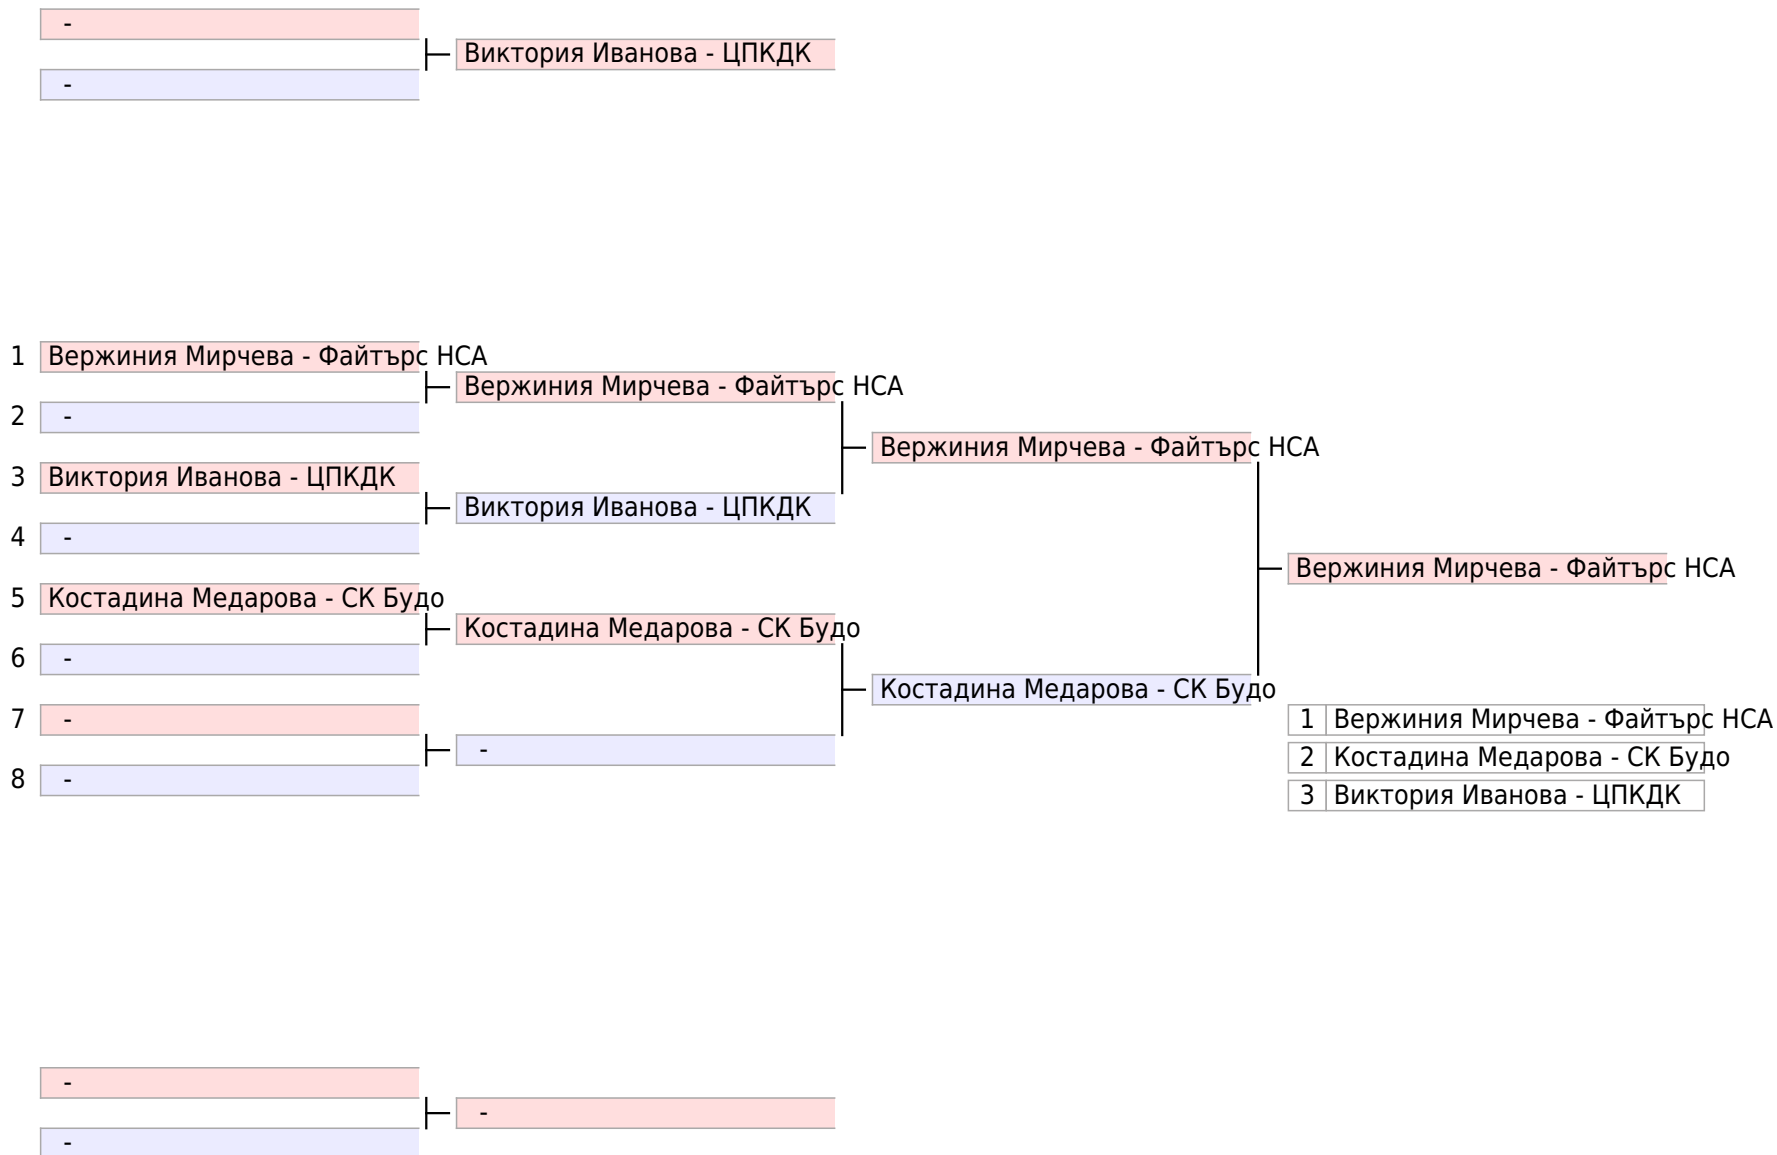 -
Виктория Иванова - ЦПКДК
-
1 Вержиния Мирчева - Файтърс НСА
Вержиния Мирчева - Файтърс НСА
2 -
Вержиния Мирчева - Файтърс НСА
3 Виктория Иванова - ЦПКДК
Виктория Иванова - ЦПКДК
4 -
Вержиния Мирчева - Файтърс НСА
5 Костадина Медарова - СК Будо
Костадина Медарова - СК Будо
6 -
Костадина Медарова - СК Будо
7 -
1 Вержиния Мирчева - Файтърс НСА
-
2 Костадина Медарова - СК Будо
8 -
3 Виктория Иванова - ЦПКДК
-
-
-